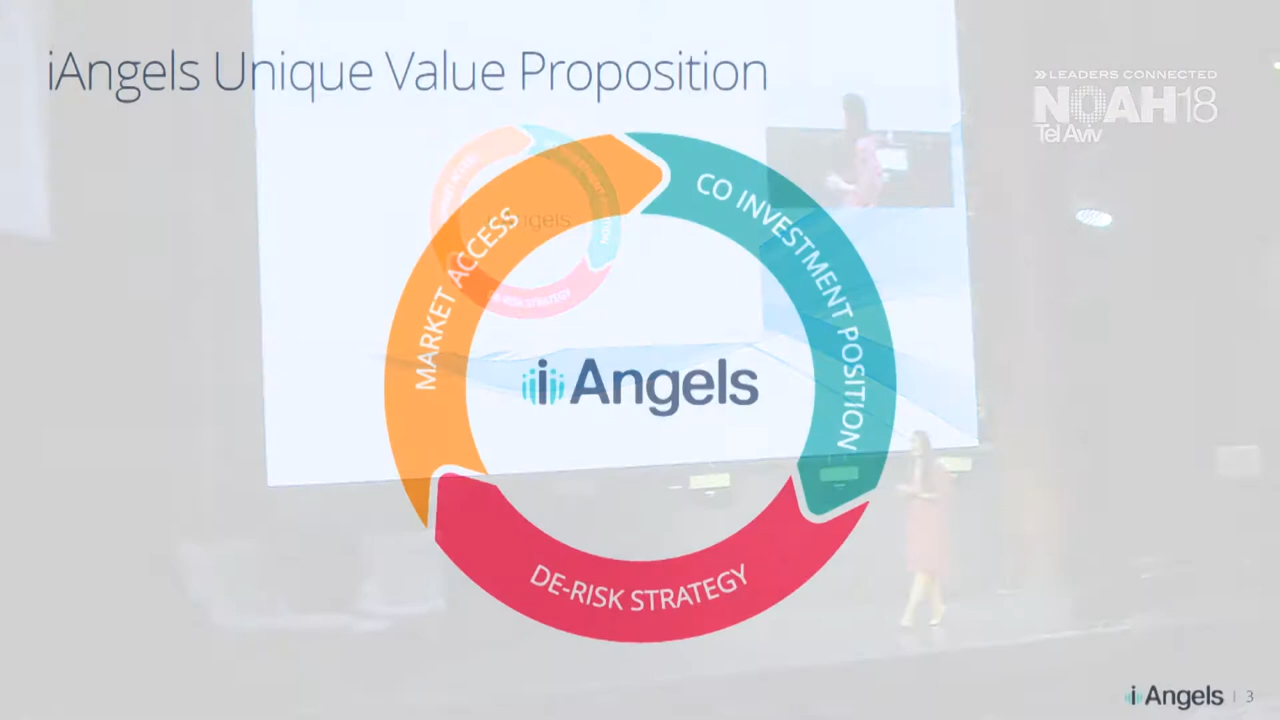 iAngels Unique Value Proposition
LEADERS CONNECTED
NOAH18
Tel Aviv
MARKET ACCESS
CO INVESTMENT POSITION
iAngels
DE-RISK STRATEGY
iAngels | 3